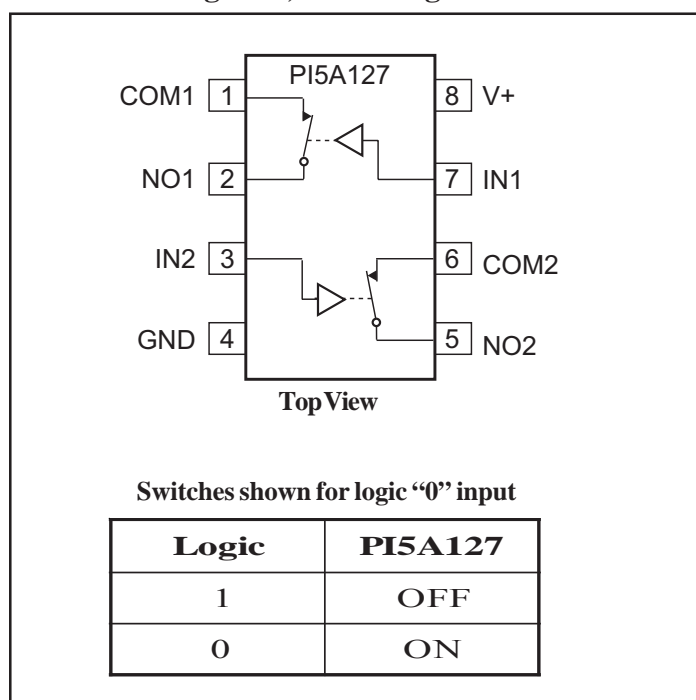 PI5A127
COM1 1
8 V+
NO1 2
7 IN1
IN2 3
6 COM2
GND 4
5 NO2
Top View
Switches shown for logic “0” input
Logic PI5A127
1 OFF
0 ON